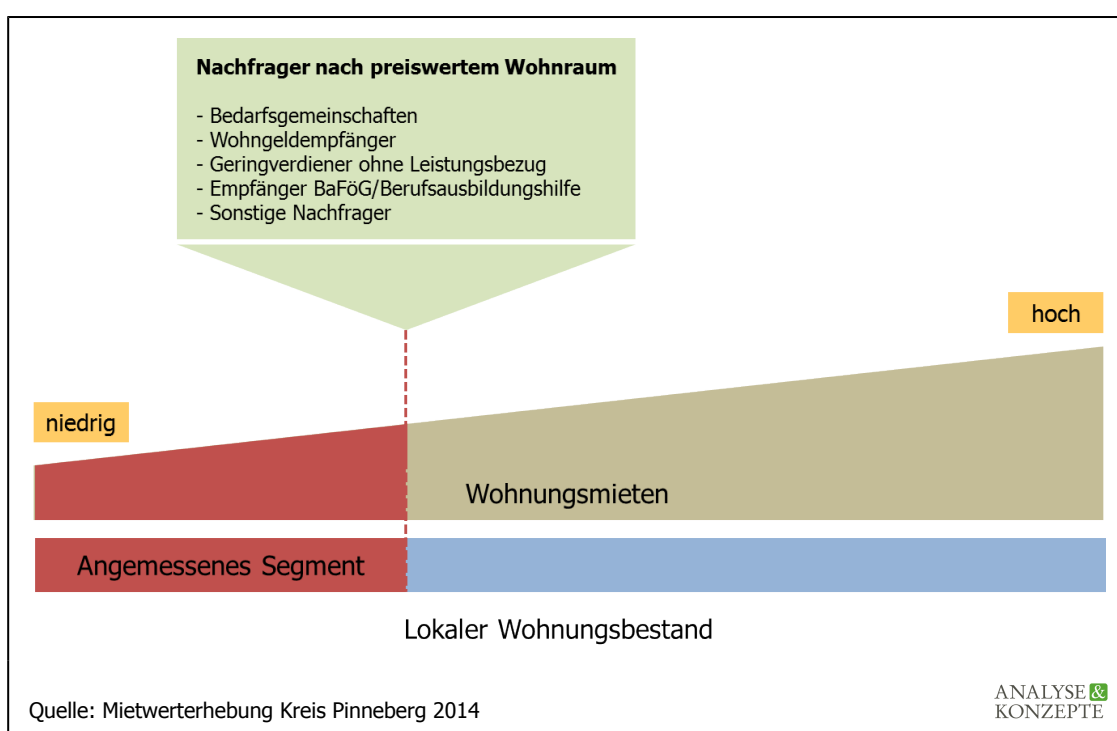 Nachfrager nach preiswertem Wohnraum
- Bedarfsgemeinschaften
- Wohngeldempfänger
- Geringverdiener ohne Leistungsbezug
- Empfänger BaFöG/Berufsausbildungshilfe
- Sonstige Nachfrager
hoch
niedrig
Wohnungsmieten
Angemessenes Segment
Lokaler Wohnungsbestand
Quelle: Mietwerterhebung Kreis Pinneberg 2014
ANALYSE &
KONZEPTE